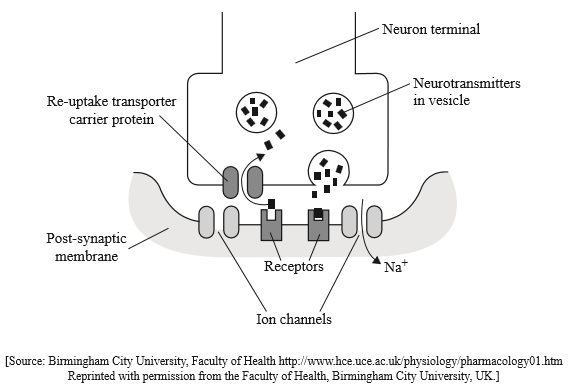 Neuron terminal
Neurotransmitters
in vesicle
Re-uptake transporter
carrier protein
Post-synaptic
membrane
Receptors
Na+
Ion channels
[Source: Birmingham City University, Faculty of Health http://www.hce.uce.ac.uk/physiology/pharmacology01.htm
Reprinted with permission from the Faculty of Health, Birmingham City University, UK.]